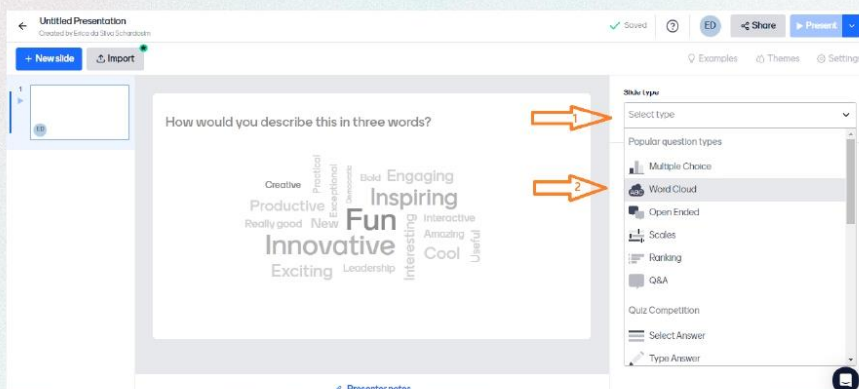 Untitled Presentation
Created by Erica da Silva Schardosim
Saved
?
ED
Share
Present
+ New slide
Import
Examples
Themes
Settings
1
ED
How would you describe this in three words?
Creative
Practical
Exceptional
Democratic
Bold
Engaging
Productive
Inspiring
Really good
New
Fun
Interactive
Innovative
Interesting
Amazing
Cool
Useful
Exciting
Leadership
Presenter notes
Slide type
1
Select type
Popular question types
Multiple Choice
2
ABC
Word Cloud
Open Ended
Scales
Ranking
Q&A
Quiz Competition
Select Answer
Type Answer